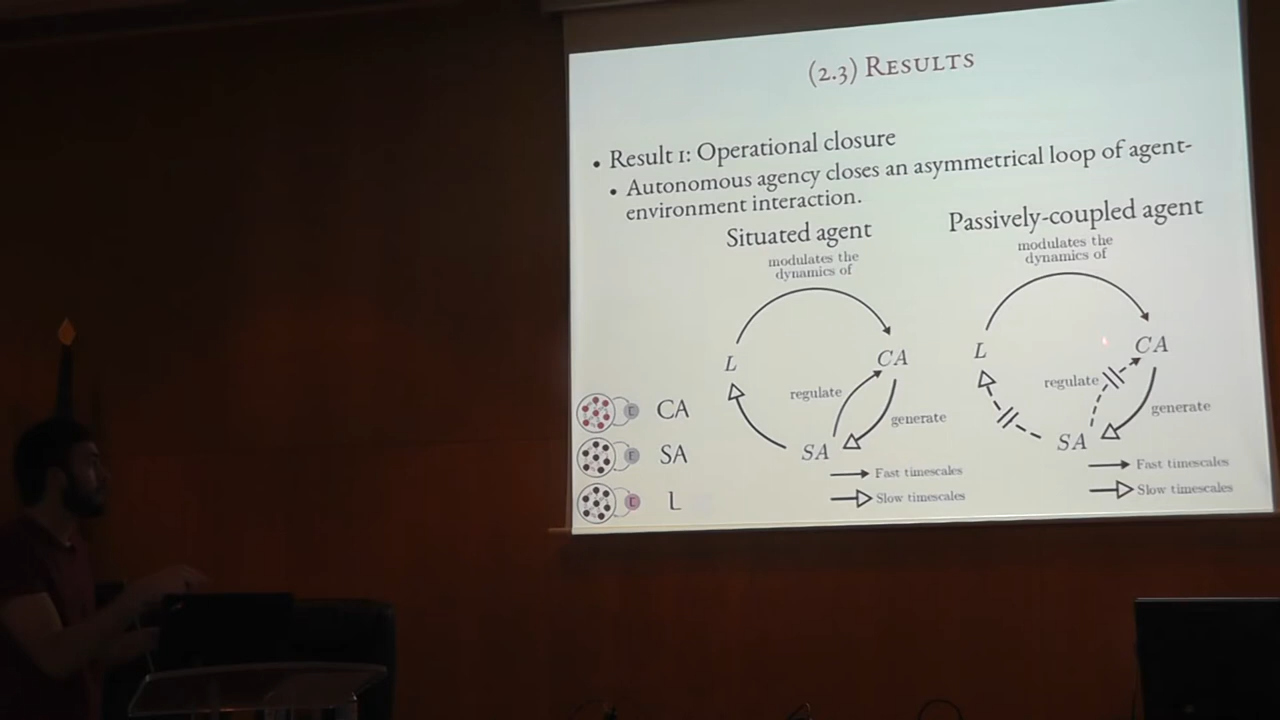 (2.3) Results
• Result 1: Operational closure
• Autonomous agency closes an asymmetrical loop of agent-
environment interaction.
Situated agent
modulates the
dynamics of
L
CA
regulate
generate
SA
Fast timescales
Slow timescales
Passively-coupled agent
modulates the
dynamics of
L
CA
regulate
generate
SA
Fast timescales
Slow timescales
E CA
E SA
E L